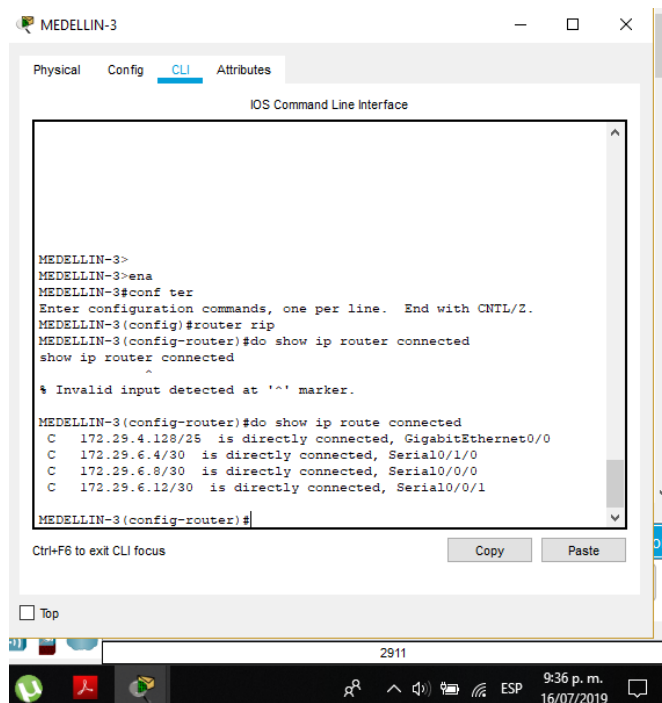 MEDELLIN-3
Physical Config CLI Attributes
IOS Command Line Interface
MEDELLIN-3>
MEDELLIN-3>ena
MEDELLIN-3#conf ter
Enter configuration commands, one per line.  End with CNTL/Z.
MEDELLIN-3(config)#router rip
MEDELLIN-3(config-router)#do show ip router connected
show ip router connected
^
% Invalid input detected at '^' marker.
MEDELLIN-3(config-router)#do show ip route connected
C   172.29.4.128/25  is directly connected, GigabitEthernet0/0
C   172.29.6.4/30  is directly connected, Serial0/1/0
C   172.29.6.8/30  is directly connected, Serial0/0/0
C   172.29.6.12/30  is directly connected, Serial0/0/1
MEDELLIN-3(config-router)#
Ctrl+F6 to exit CLI focus
Copy Paste
Top
2911
ESP
9:36 p. m.
16/07/2019